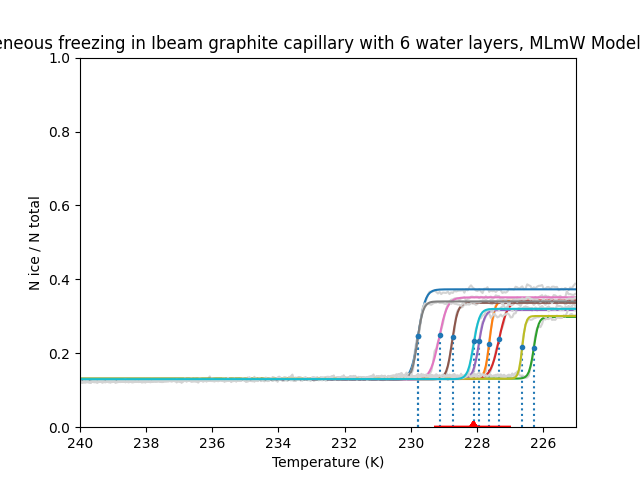 freezing in Ibeam graphite capillary with 6 water layers, MLmW Model
1.0
0.8
0.6
0.4
0.2
0.0
N ice / N total
240 238 236 234 232 230 228 226
Temperature (K)